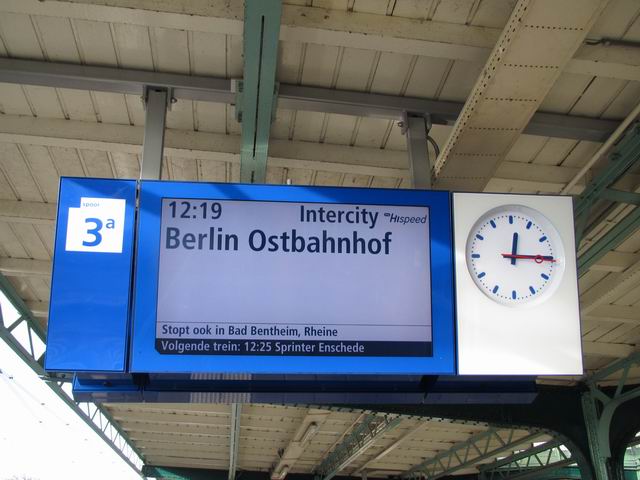 spoor
3a
12:19 Intercity Hispeed
Berlin Ostbahnhof
Stopt ook in Bad Bentheim, Rheine
Volgende trein: 12:25 Sprinter Enschede